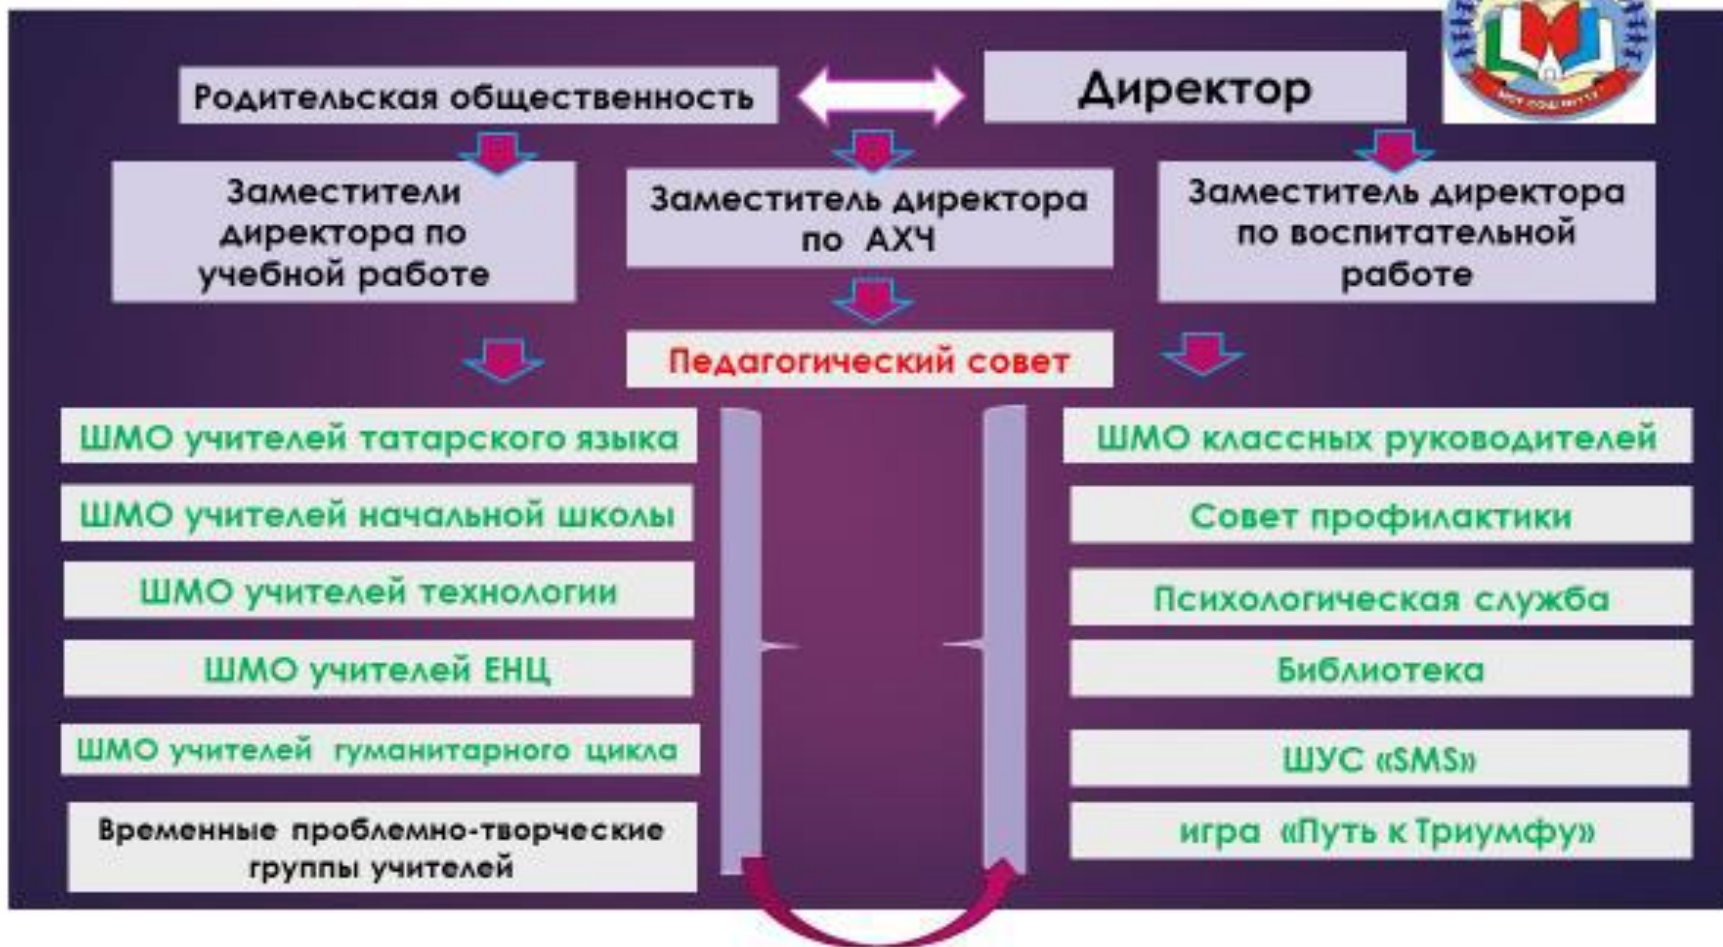 Родительская общественность
Директор
Заместители
директора по
учебной работе
Заместитель директора
по АХЧ
Заместитель директора
по воспитательной
работе
Педагогический совет
ШМО учителей татарского языка
ШМО учителей начальной школы
ШМО учителей технологии
ШМО учителей ЕНЦ
ШМО учителей гуманитарного цикла
Временные проблемно-творческие
группы учителей
ШМО классных руководителей
Совет профилактики
Психологическая служба
Библиотека
ШУС «SMS»
игра «Путь к Триумфу»